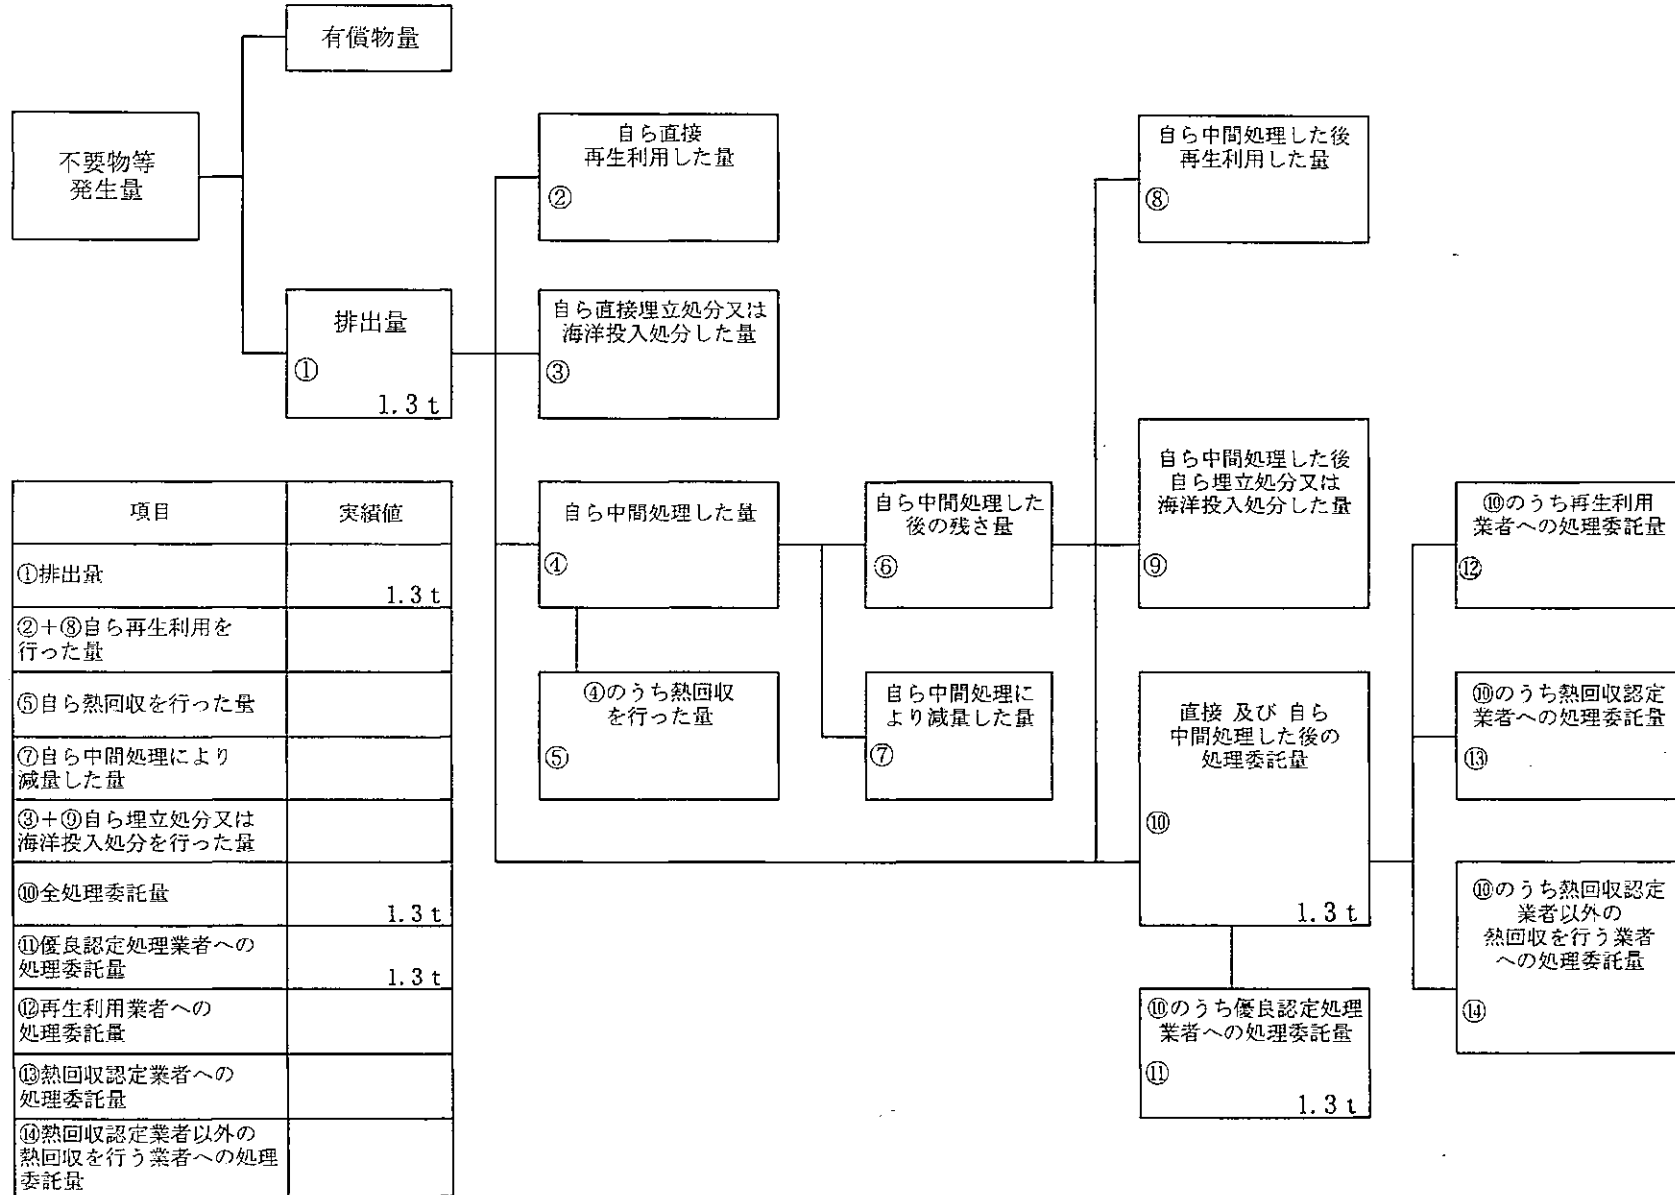 有償物量
不要物等
発生量
自ら直接
再生利用した量
②
自ら中間処理した後
再生利用した量
⑧
排出量
①
1.3 t
自ら直接埋立処分又は
海洋投入処分した量
③
項目
実績値
①排出量
1.3 t
②＋⑧自ら再生利用を
行った量
⑤自ら熱回収を行った量
⑦自ら中間処理により
減量した量
③＋⑨自ら埋立処分又は
海洋投入処分を行った量
⑩全処理委託量
1.3 t
⑪優良認定処理業者への
処理委託量
1.3 t
⑫再生利用業者への
処理委託量
⑬熱回収認定業者への
処理委託量
⑭熱回収認定業者以外の
熱回収を行う業者への処理
委託量
自ら中間処理した量
④
④のうち熱回収
を行った量
⑤
自ら中間処理した
後の残さ量
⑥
自ら中間処理に
より減量した量
⑦
自ら中間処理した後
自ら埋立処分又は
海洋投入処分した量
⑨
直接 及び 自ら
中間処理した後の
処理委託量
⑩
1.3 t
⑩のうち優良認定処理
業者への処理委託量
⑪
1.3 t
⑩のうち再生利用
業者への処理委託量
⑫
⑩のうち熱回収認定
業者への処理委託量
⑬
⑩のうち熱回収認定
業者以外の
熱回収を行う業者
への処理委託量
⑭